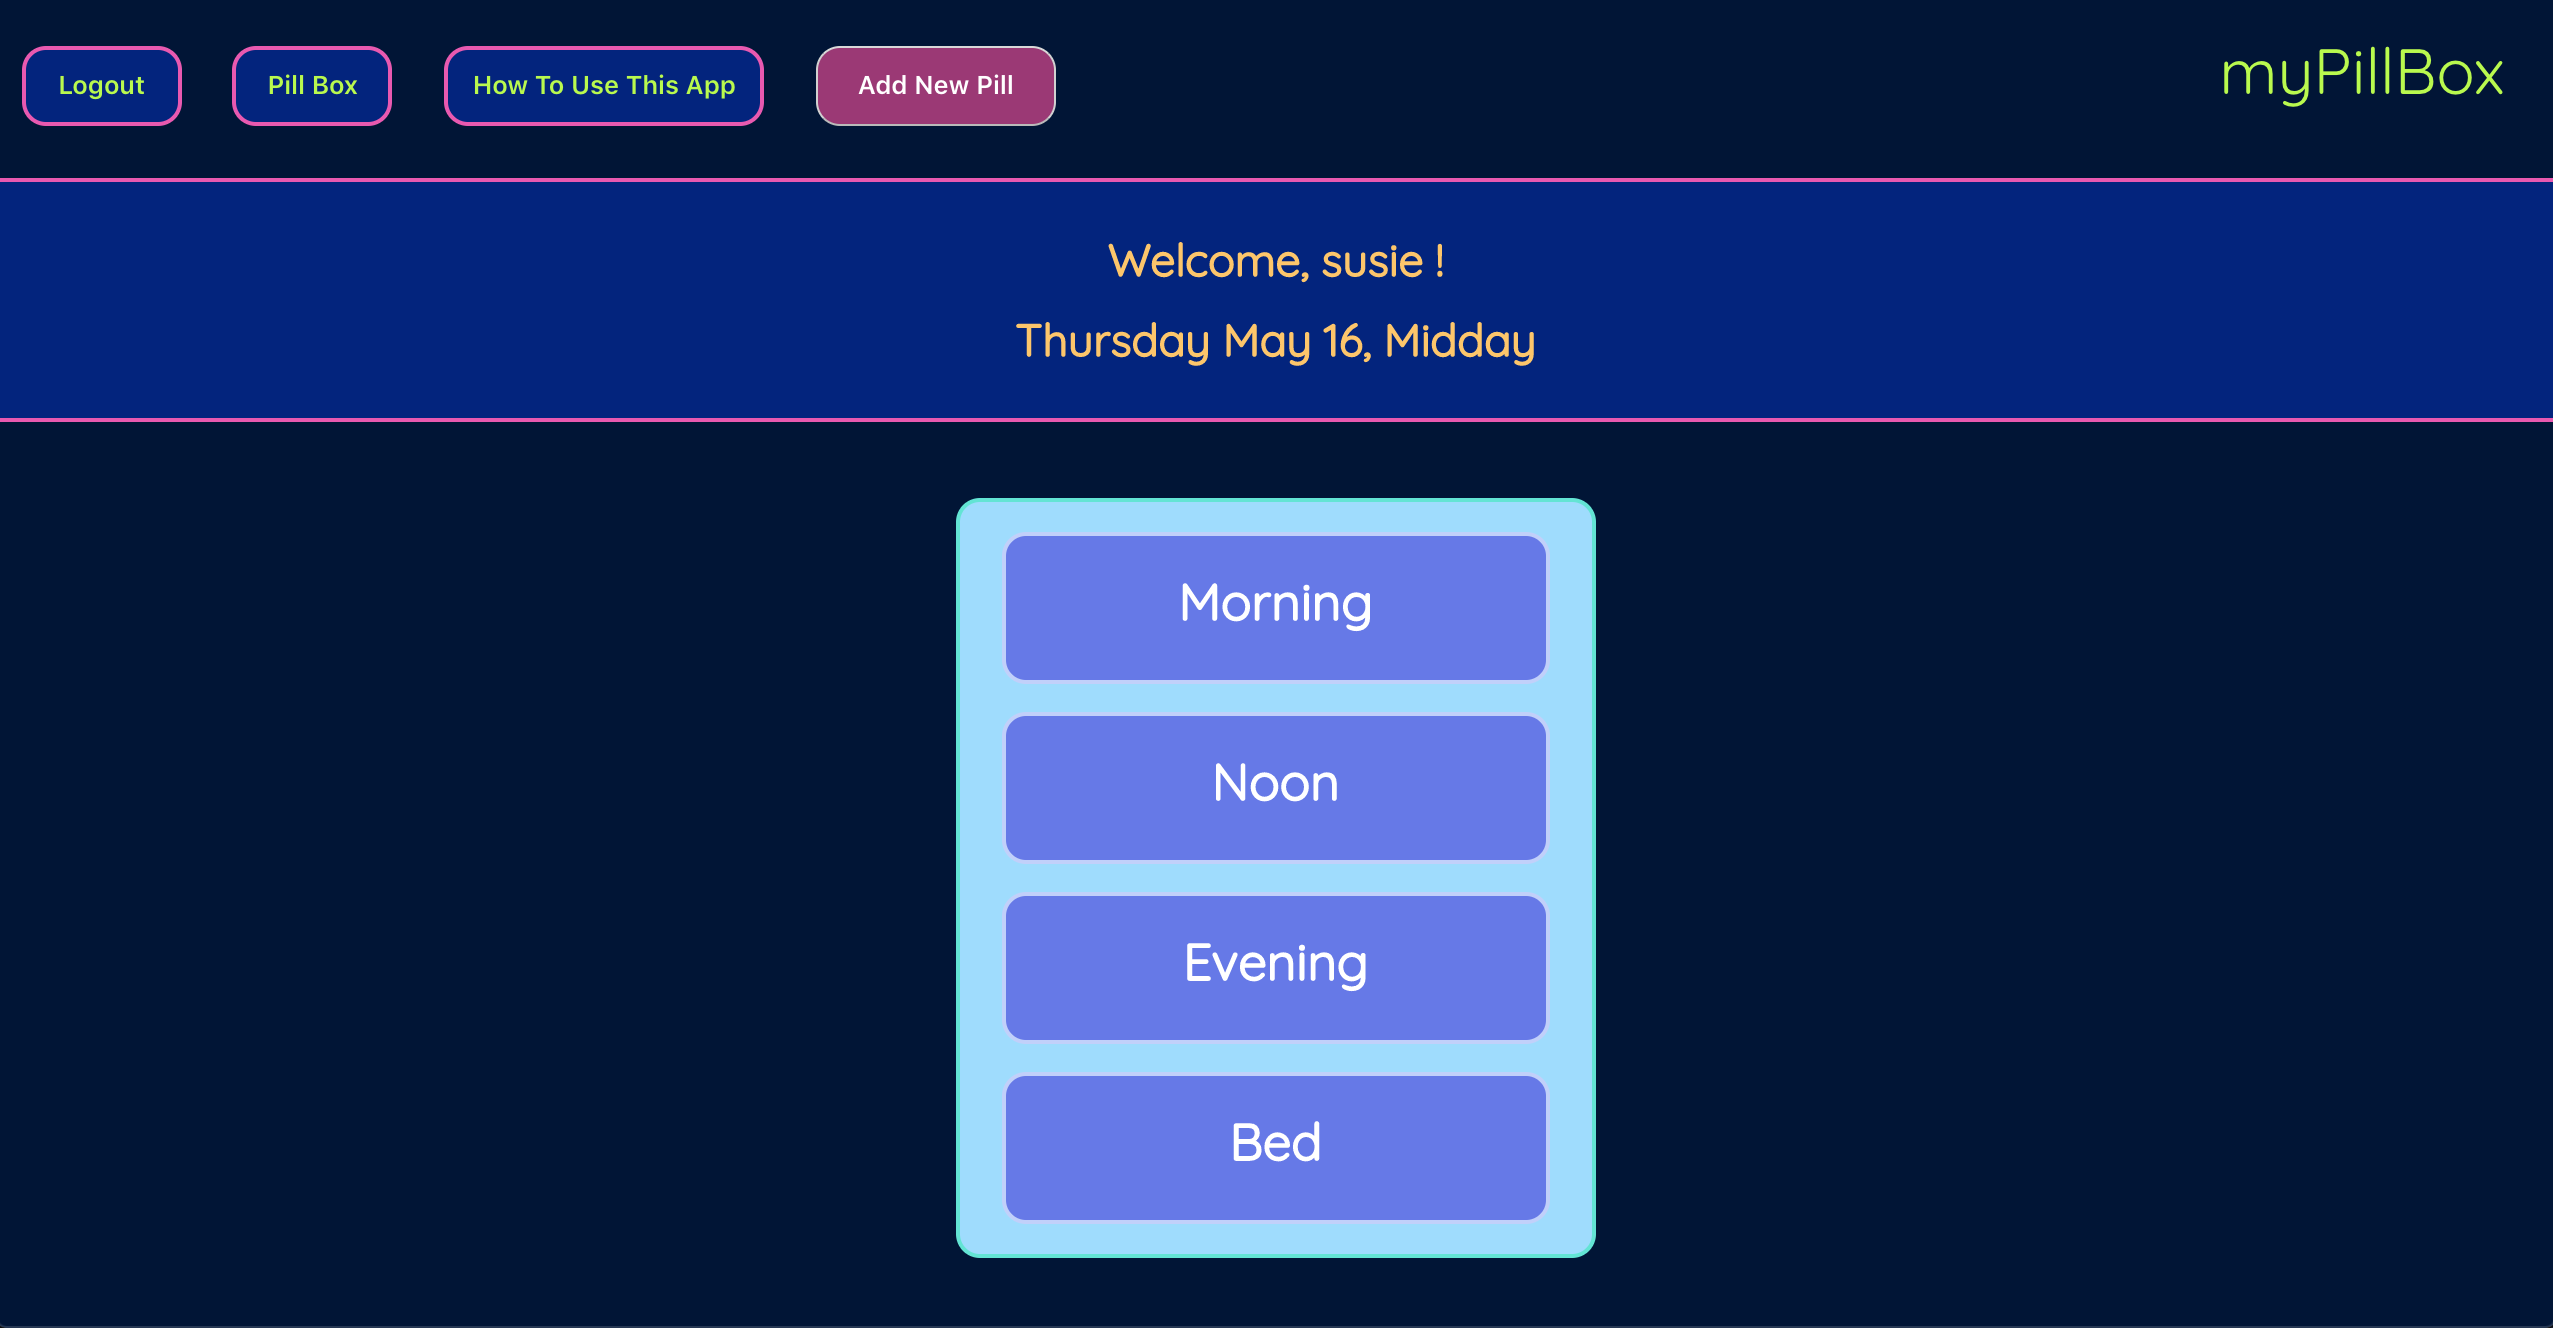 Logout
Pill Box
How To Use This App
Add New Pill
myPillBox
Welcome, susie !
Thursday May 16, Midday
Morning
Noon
Evening
Bed